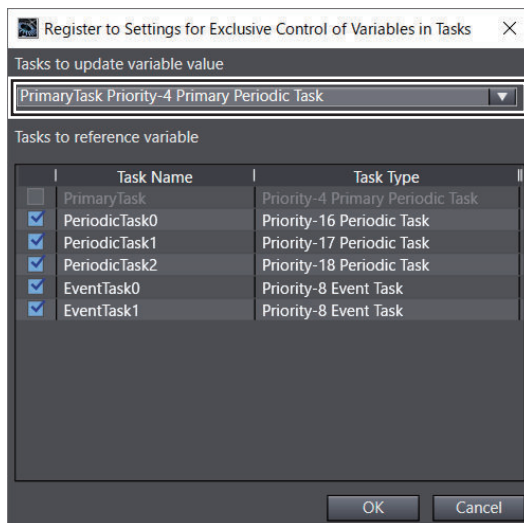 Register to Settings for Exclusive Control of Variables in Tasks
Tasks to update variable value
PrimaryTask Priority-4 Primary Periodic Task
Tasks to reference variable
Task Name Task Type
PrimaryTask Priority-4 Primary Periodic Task
PeriodicTask0 Priority-16 Periodic Task
PeriodicTask1 Priority-17 Periodic Task
PeriodicTask2 Priority-18 Periodic Task
EventTask0 Priority-8 Event Task
EventTask1 Priority-8 Event Task
OK Cancel